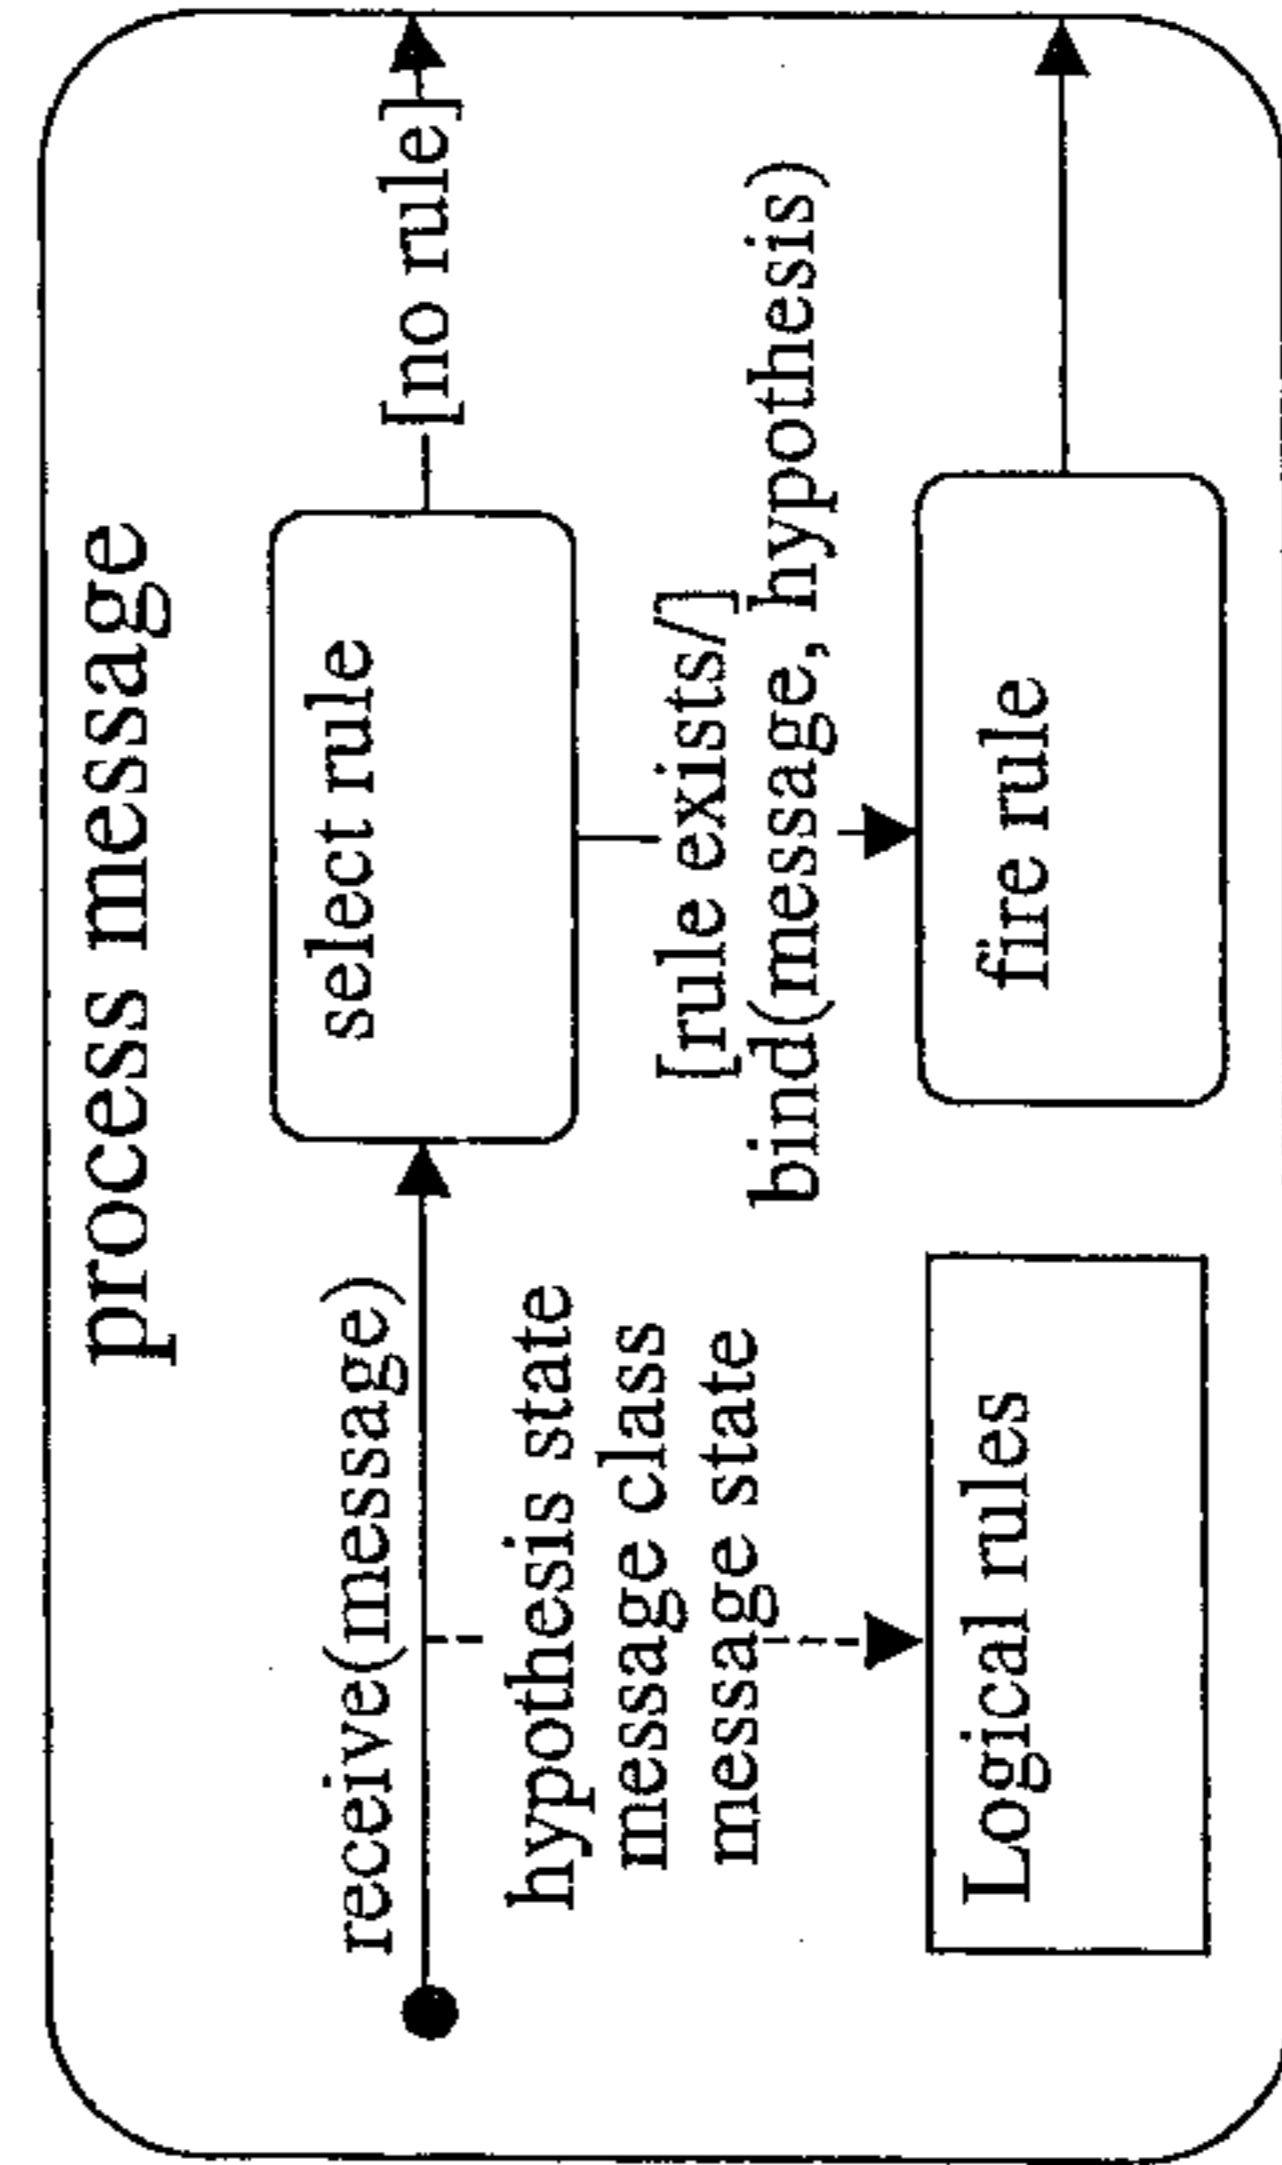 process message
receive(message)
select rule
[no rule]
hypothesis state
message class
message state
[rule exists/]
bind(message, hypothesis)
Logical rules
fire rule